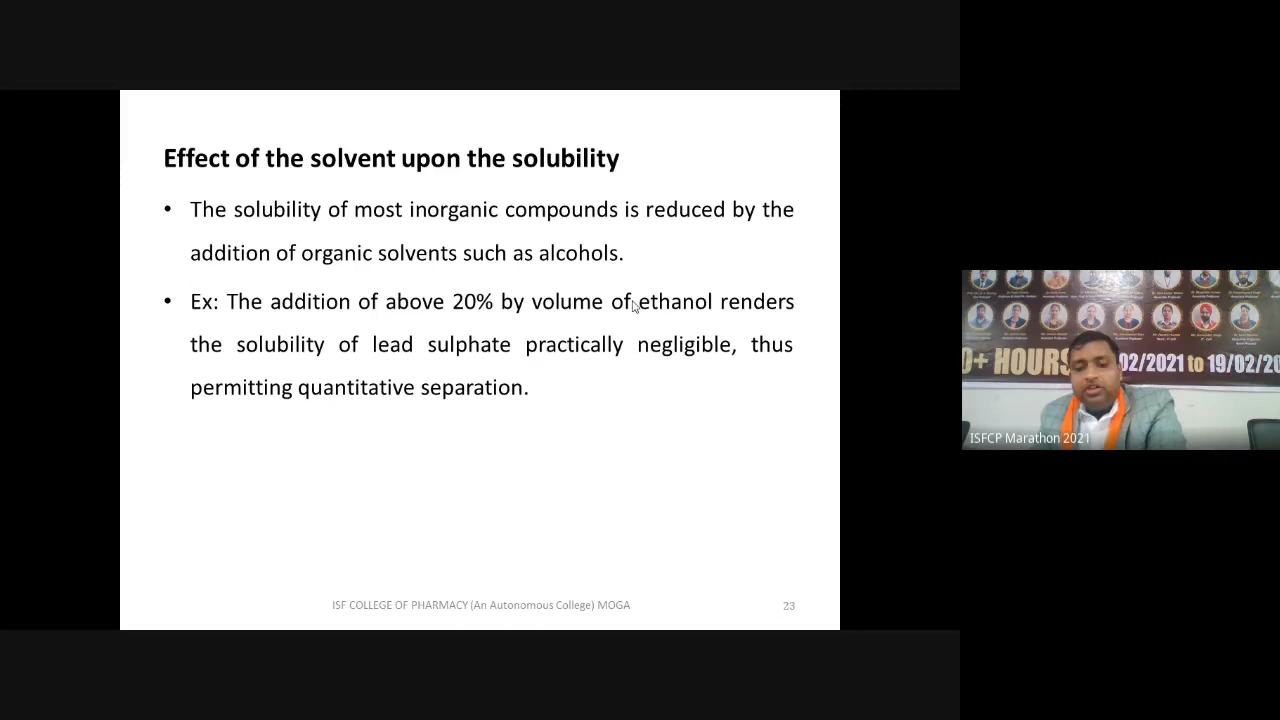 Effect of the solvent upon the solubility
• The solubility of most inorganic compounds is reduced by the
addition of organic solvents such as alcohols.
• Ex: The addition of above 20% by volume of ethanol renders
the solubility of lead sulphate practically negligible, thus
permitting quantitative separation.
ISF COLLEGE OF PHARMACY (An Autonomous College) MOGA
23
0+ HOURS 02/2021 to 19/02/20
ISFCP Marathon 2021